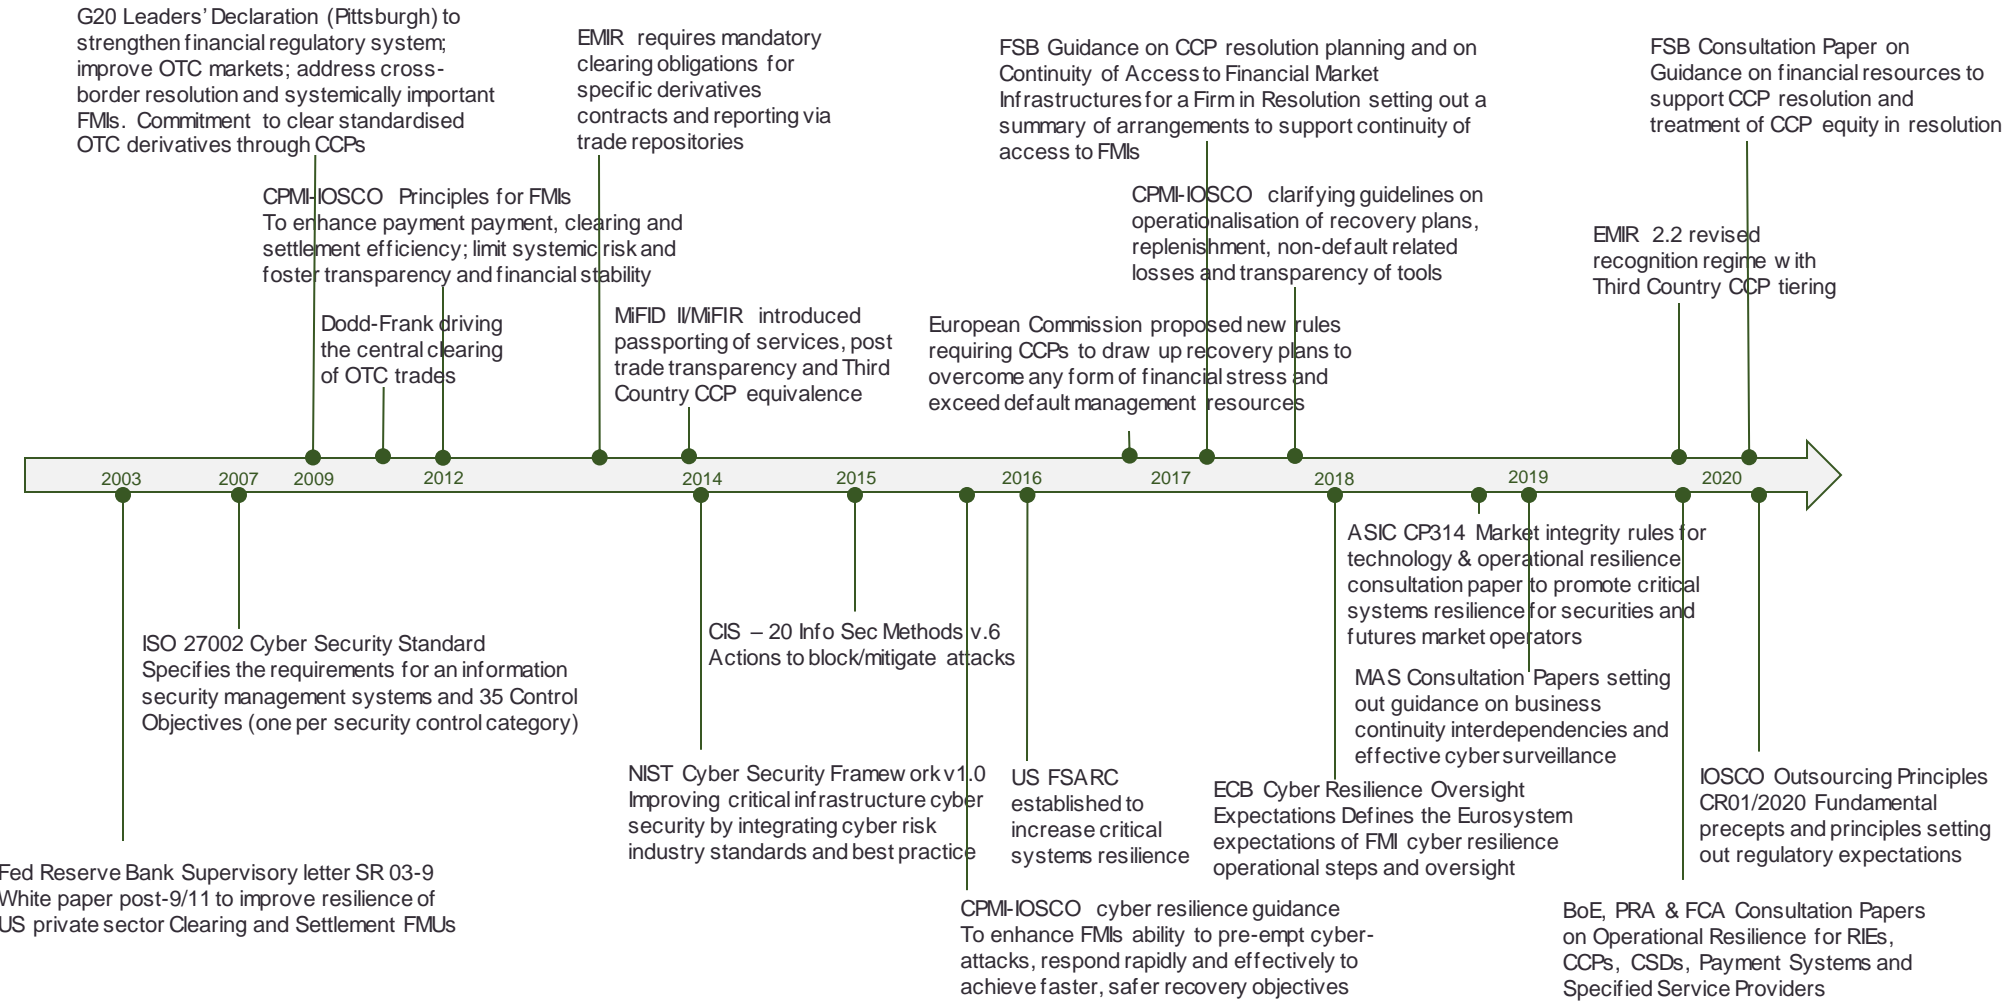 G20 Leaders' Declaration (Pittsburgh) to
strengthen financial regulatory system;
improve OTC markets; address cross-
border resolution and systemically important
FMIs. Commitment to clear standardised
OTC derivatives through CCPs
EMIR requires mandatory
clearing obligations for
specific derivatives
contracts and reporting via
trade repositories
FSB Guidance on CCP resolution planning and on
Continuity of Access to Financial Market
Infrastructures for a Firm in Resolution setting out a
summary of arrangements to support continuity of
access to FMIs
FSB Consultation Paper on
Guidance on financial resources to
support CCP resolution and
treatment of CCP equity in resolution
CPMI-IOSCO Principles for FMIs
To enhance payment payment, clearing and
settlement efficiency; limit systemic risk and
foster transparency and financial stability
CPMI-IOSCO clarifying guidelines on
operationalisation of recovery plans,
replenishment, non-default related
losses and transparency of tools
EMIR 2.2 revised
recognition regime with
Third Country CCP tiering
Dodd-Frank driving
the central clearing
of OTC trades
MiFID II/MiFIR introduced
passporting of services, post
trade transparency and Third
Country CCP equivalence
European Commission proposed new rules
requiring CCPs to draw up recovery plans to
overcome any form of financial stress and
exceed default management resources
2003 2007 2009 2012 2014 2015 2016 2017 2018 2019 2020
ASIC CP314 Market integrity rules for
technology & operational resilience
consultation paper to promote critical
systems resilience for securities and
futures market operators
ISO 27002 Cyber Security Standard
Specifies the requirements for an information
security management systems and 35 Control
Objectives (one per security control category)
CIS – 20 Info Sec Methods v.6
Actions to block/mitigate attacks
MAS Consultation Papers setting
out guidance on business
continuity interdependencies and
effective cyber surveillance
NIST Cyber Security Framework v1.0
Improving critical infrastructure cyber
security by integrating cyber risk
industry standards and best practice
US FSARC
established to
increase critical
systems resilience
ECB Cyber Resilience Oversight
Expectations Defines the Eurosystem
expectations of FMI cyber resilience
operational steps and oversight
IOSCO Outsourcing Principles
CR01/2020 Fundamental
precepts and principles setting
out regulatory expectations
Fed Reserve Bank Supervisory letter SR 03-9
White paper post-9/11 to improve resilience of
US private sector Clearing and Settlement FMUs
CPMI-IOSCO cyber resilience guidance
To enhance FMIs ability to pre-empt cyber-
attacks, respond rapidly and effectively to
achieve faster, safer recovery objectives
BoE, PRA & FCA Consultation Papers
on Operational Resilience for RIEs,
CCPs, CSDs, Payment Systems and
Specified Service Providers